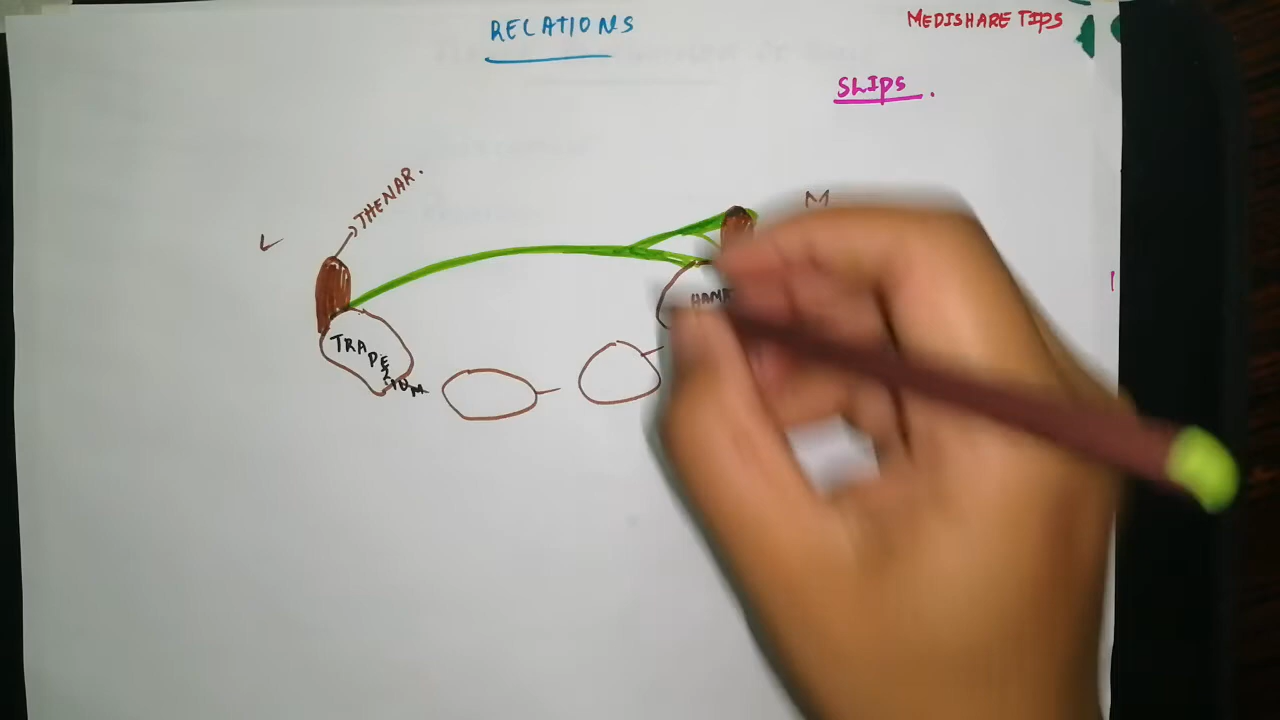 RELATIONS
MEDISHARE TIPS
SLIPS.
THENAR.
L
M
TRAPEZIUM